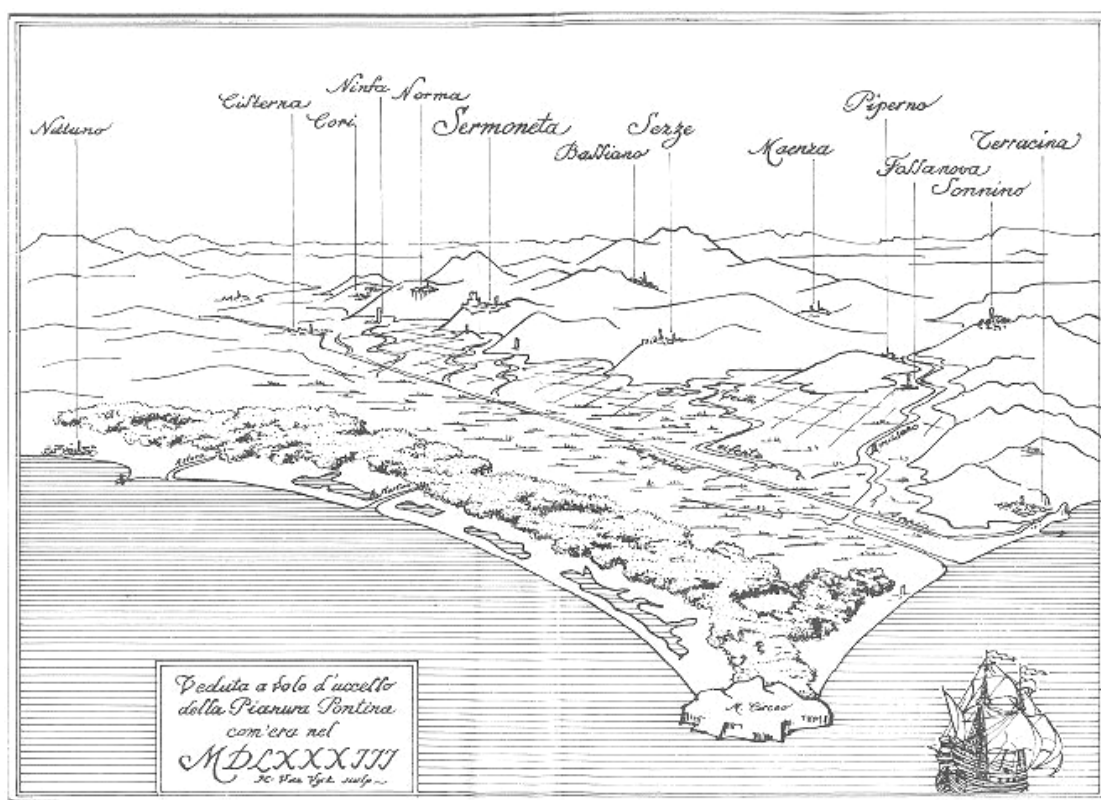 Nettuno
Cisterna
Cori
Ninfa
Norma
Sermoneta
Bassiano
Sezze
Maenza
Piperno
Fossanova
Sonnino
Terracina
M. Circeo
Veduta a volo d'uccello
della Pianura Pontina
com'era nel
MDLXXXIII
sculp